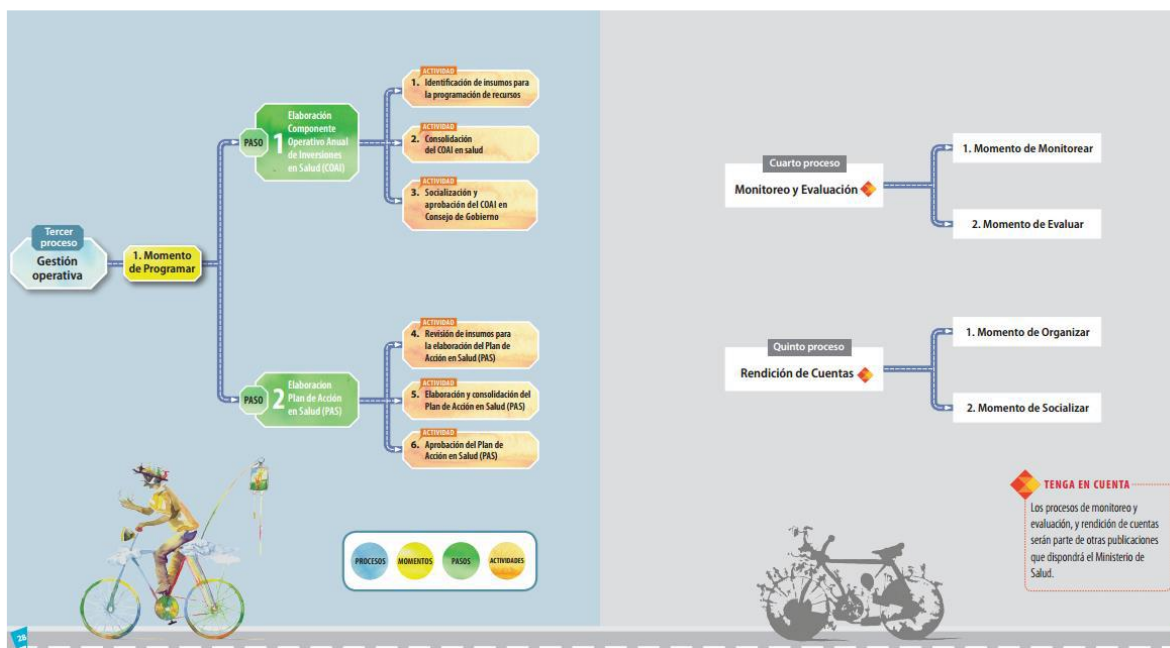 Tercer
proceso
Gestión
operativa
1. Momento
de Programar
PASO
1
Elaboración
Componente
Operativo Anual
de Inversiones
en Salud (COAI)
ACTIVIDAD
1. Identificación de insumos para
la programación de recursos
ACTIVIDAD
2. Consolidación
del COAI en salud
ACTIVIDAD
3. Socialización y
aprobación del COAI en
Consejo de Gobierno
PASO
2
Elaboracion
Plan de Acción
en Salud (PAS)
ACTIVIDAD
4. Revisión de insumos para
la elaboración del Plan de
Acción en Salud (PAS)
ACTIVIDAD
5. Elaboración y consolidación del
Plan de Acción en Salud (PAS)
ACTIVIDAD
6. Aprobación del Plan de
Acción en Salud (PAS)
PROCESOS
MOMENTOS
PASOS
ACTIVIDADES
28
Cuarto proceso
Monitoreo y Evaluación
1. Momento de Monitorear
2. Momento de Evaluar
Quinto proceso
Rendición de Cuentas
1. Momento de Organizar
2. Momento de Socializar
TENGA EN CUENTA
Los procesos de monitoreo y
evaluación, y rendición de cuentas
serán parte de otras publicaciones
que dispondrá el Ministerio de
Salud.